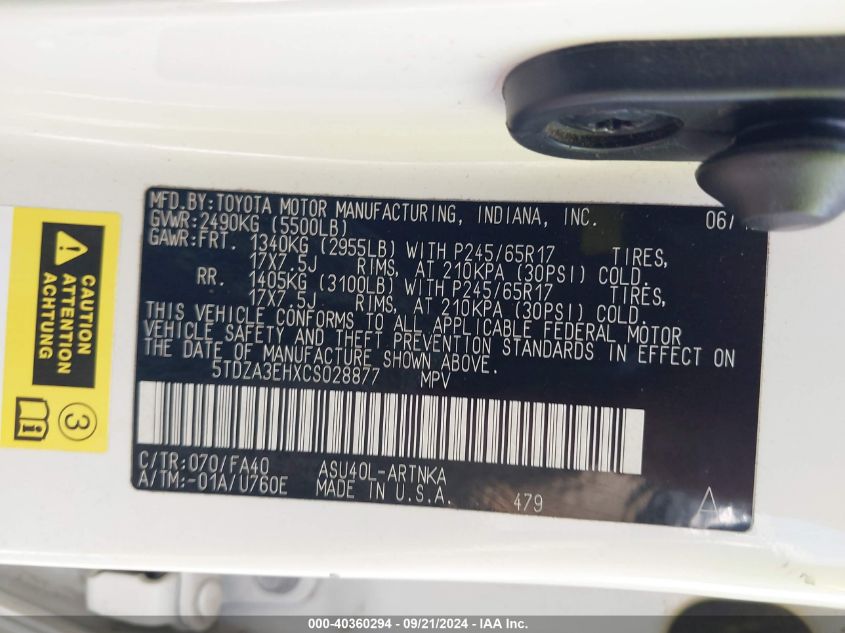 MFD.BY:TOYOTA MOTOR MANUFACTURING, INDIANA, INC. 06/
GVWR:2490KG (5500LB)
GAWR:FRT. 1340KG (2955LB) WITH P245/65R17 TIRES,
17X7.5J RIMS, AT 210KPA (30PSI) COLD.
RR. 1405KG (3100LB) WITH P245/65R17 TIRES,
17X7.5J RIMS, AT 210KPA (30PSI) COLD.
THIS VEHICLE CONFORMS TO ALL APPLICABLE FEDERAL MOTOR
VEHICLE SAFETY AND THEFT PREVENTION STANDARDS IN EFFECT ON
THE DATE OF MANUFACTURE SHOWN ABOVE.
5TDZA3EHXCS028877 MPV
C/TR:070/FA40 ASU40L-ARTNKA
A/TM:-01A/U760E MADE IN U.S.A. 479 A
CAUTION
ATTENTION
ACHTUNG
3
000-40360294 - 09/21/2024 - IAA Inc.